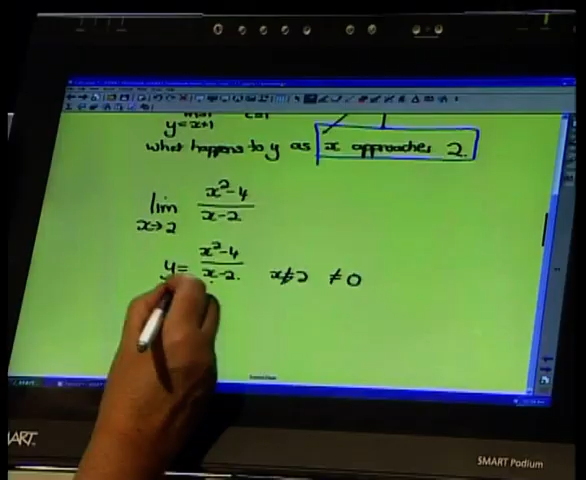 y = x+1
what happens to y as x approaches 2.
lim x→2 x²-4 / x-2
y = x²-4 / x-2 x≠2 ≠0
SMART Podium